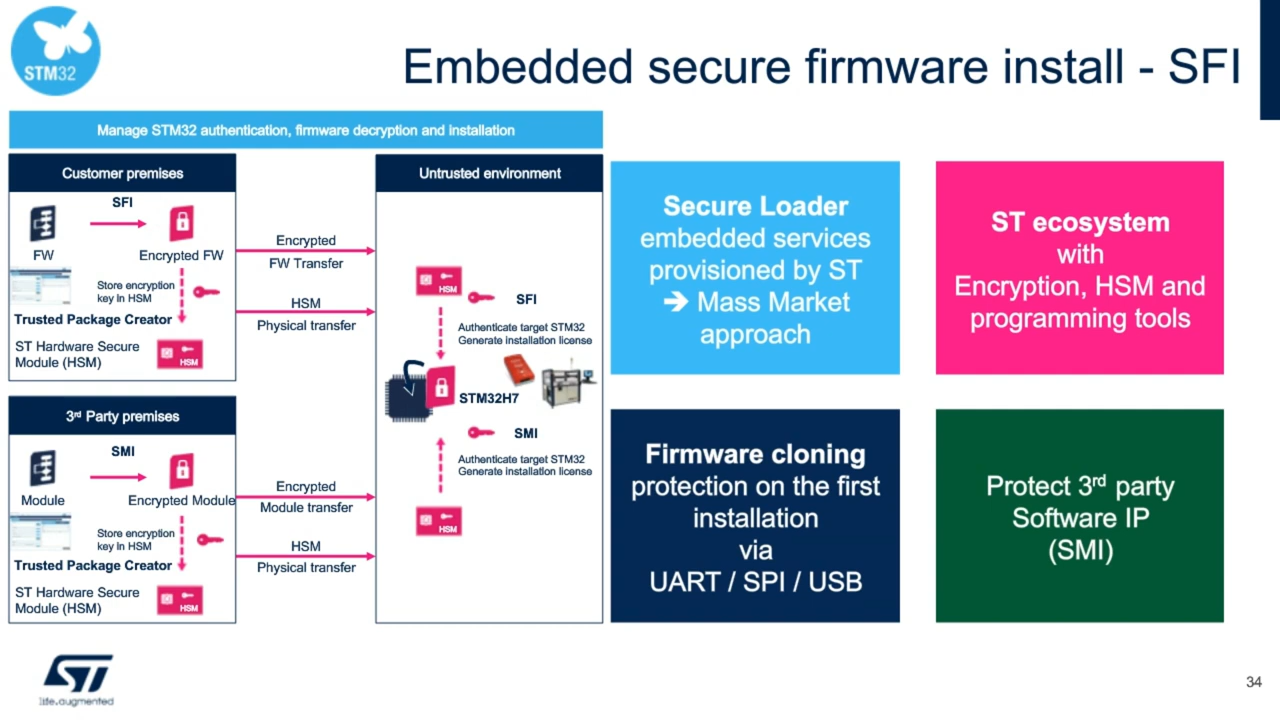 STM32
Embedded secure firmware install - SFI
Manage STM32 authentication, firmware decryption and installation
Customer premises
SFI
FW
Encrypted FW
Store encryption
key In HSM
Trusted Package Creator
ST Hardware Secure
Module (HSM)
HSM
Encrypted
FW Transfer
HSM
Physical transfer
3rd Party premises
SMI
Module
Encrypted Module
Store encryption
key In HSM
Trusted Package Creator
ST Hardware Secure
Module (HSM)
HSM
Encrypted
Module transfer
HSM
Physical transfer
Untrusted environment
HSM
SFI
Authenticate target STM32
Generate installation license
STM32H7
SMI
Authenticate target STM32
Generate installation license
HSM
Secure Loader
embedded services
provisioned by ST
➔ Mass Market
approach
ST ecosystem
with
Encryption, HSM and
programming tools
Firmware cloning
protection on the first
installation
via
UART / SPI / USB
Protect 3rd party
Software IP
(SMI)
ST
life.augmented
34